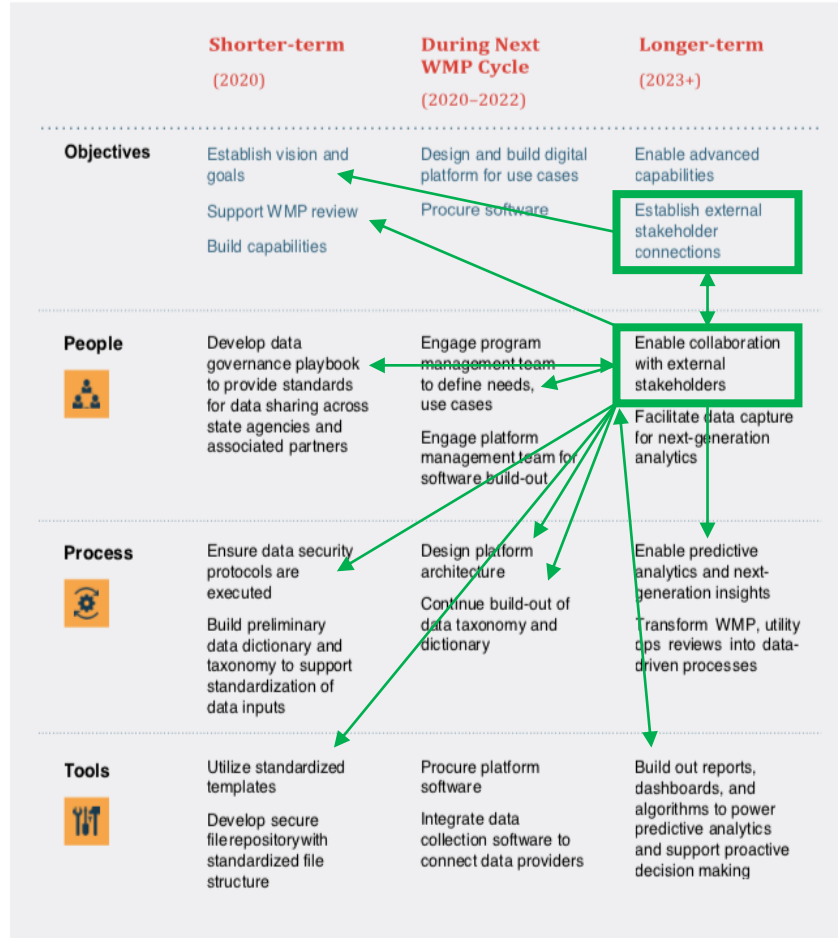 Shorter-term
(2020)
During Next
WMP Cycle
(2020–2022)
Longer-term
(2023+)
Objectives
Establish vision and
goals
Support WMP review
Build capabilities
Design and build digital
platform for use cases
Procure software
Enable advanced
capabilities
Establish external
stakeholder
connections
People
Develop data
governance playbook
to provide standards
for data sharing across
state agencies and
associated partners
Engage program
management team
to define needs,
use cases
Engage platform
management team for
software build-out
Enable collaboration
with external
stakeholders
Facilitate data capture
for next-generation
analytics
Process
Ensure data security
protocols are
executed
Build preliminary
data dictionary and
taxonomy to support
standardization of
data inputs
Design platform
architecture
Continue build-out of
data taxonomy and
dictionary
Enable predictive
analytics and next-
generation insights
Transform WMP, utility
ops reviews into data-
driven processes
Tools
Utilize standardized
templates
Develop secure
file repository with
standardized file
structure
Procure platform
software
Integrate data
collection software to
connect data providers
Build out reports,
dashboards, and
algorithms to power
predictive analytics
and support proactive
decision making